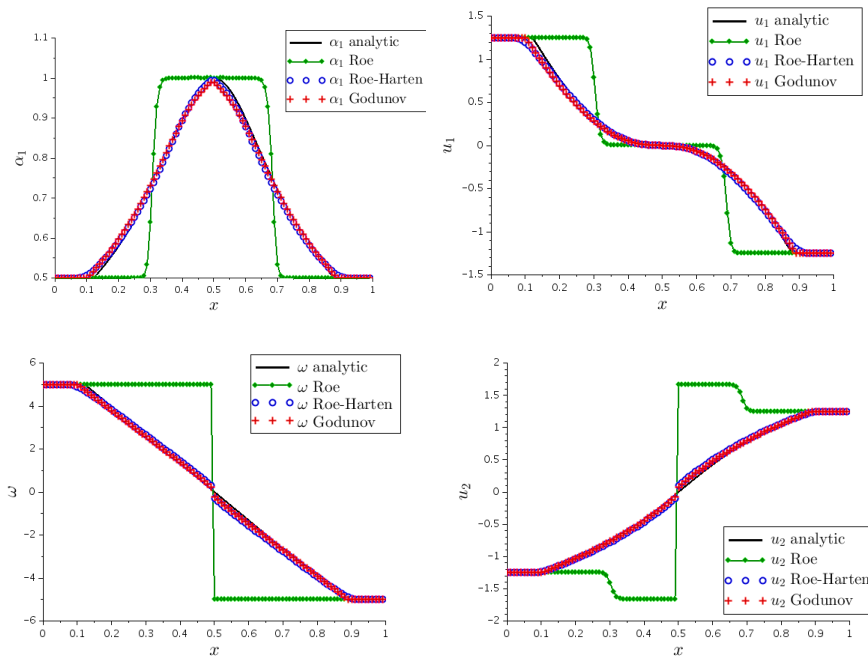 1.1
1
0.9
0.8
0.7
0.6
0.5
0 0.1 0.2 0.3 0.4 0.5 0.6 0.7 0.8 0.9 1
x
α₁
α₁ analytic
α₁ Roe
α₁ Roe-Harten
α₁ Godunov
1.5
1
0.5
0
−0.5
−1
−1.5
0 0.1 0.2 0.3 0.4 0.5 0.6 0.7 0.8 0.9 1
x
u₁
u₁ analytic
u₁ Roe
u₁ Roe-Harten
u₁ Godunov
6
4
2
0
−2
−4
−6
0 0.1 0.2 0.3 0.4 0.5 0.6 0.7 0.8 0.9 1
x
ω
ω analytic
ω Roe
ω Roe-Harten
ω Godunov
2
1.5
1
0.5
0
−0.5
−1
−1.5
−2
0 0.1 0.2 0.3 0.4 0.5 0.6 0.7 0.8 0.9 1
x
u₂
u₂ analytic
u₂ Roe
u₂ Roe-Harten
u₂ Godunov